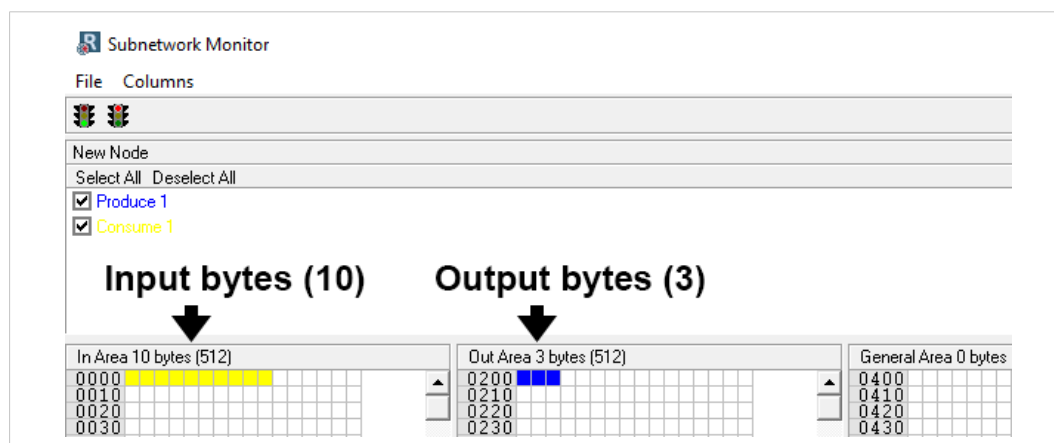 Subnetwork Monitor
File Columns
New Node
Select All Deselect All
Produce 1
Consume 1
Input bytes (10) Output bytes (3)
In Area 10 bytes (512) Out Area 3 bytes (512) General Area 0 bytes
0000 0200 0400
0010 0210 0410
0020 0220 0420
0030 0230 0430